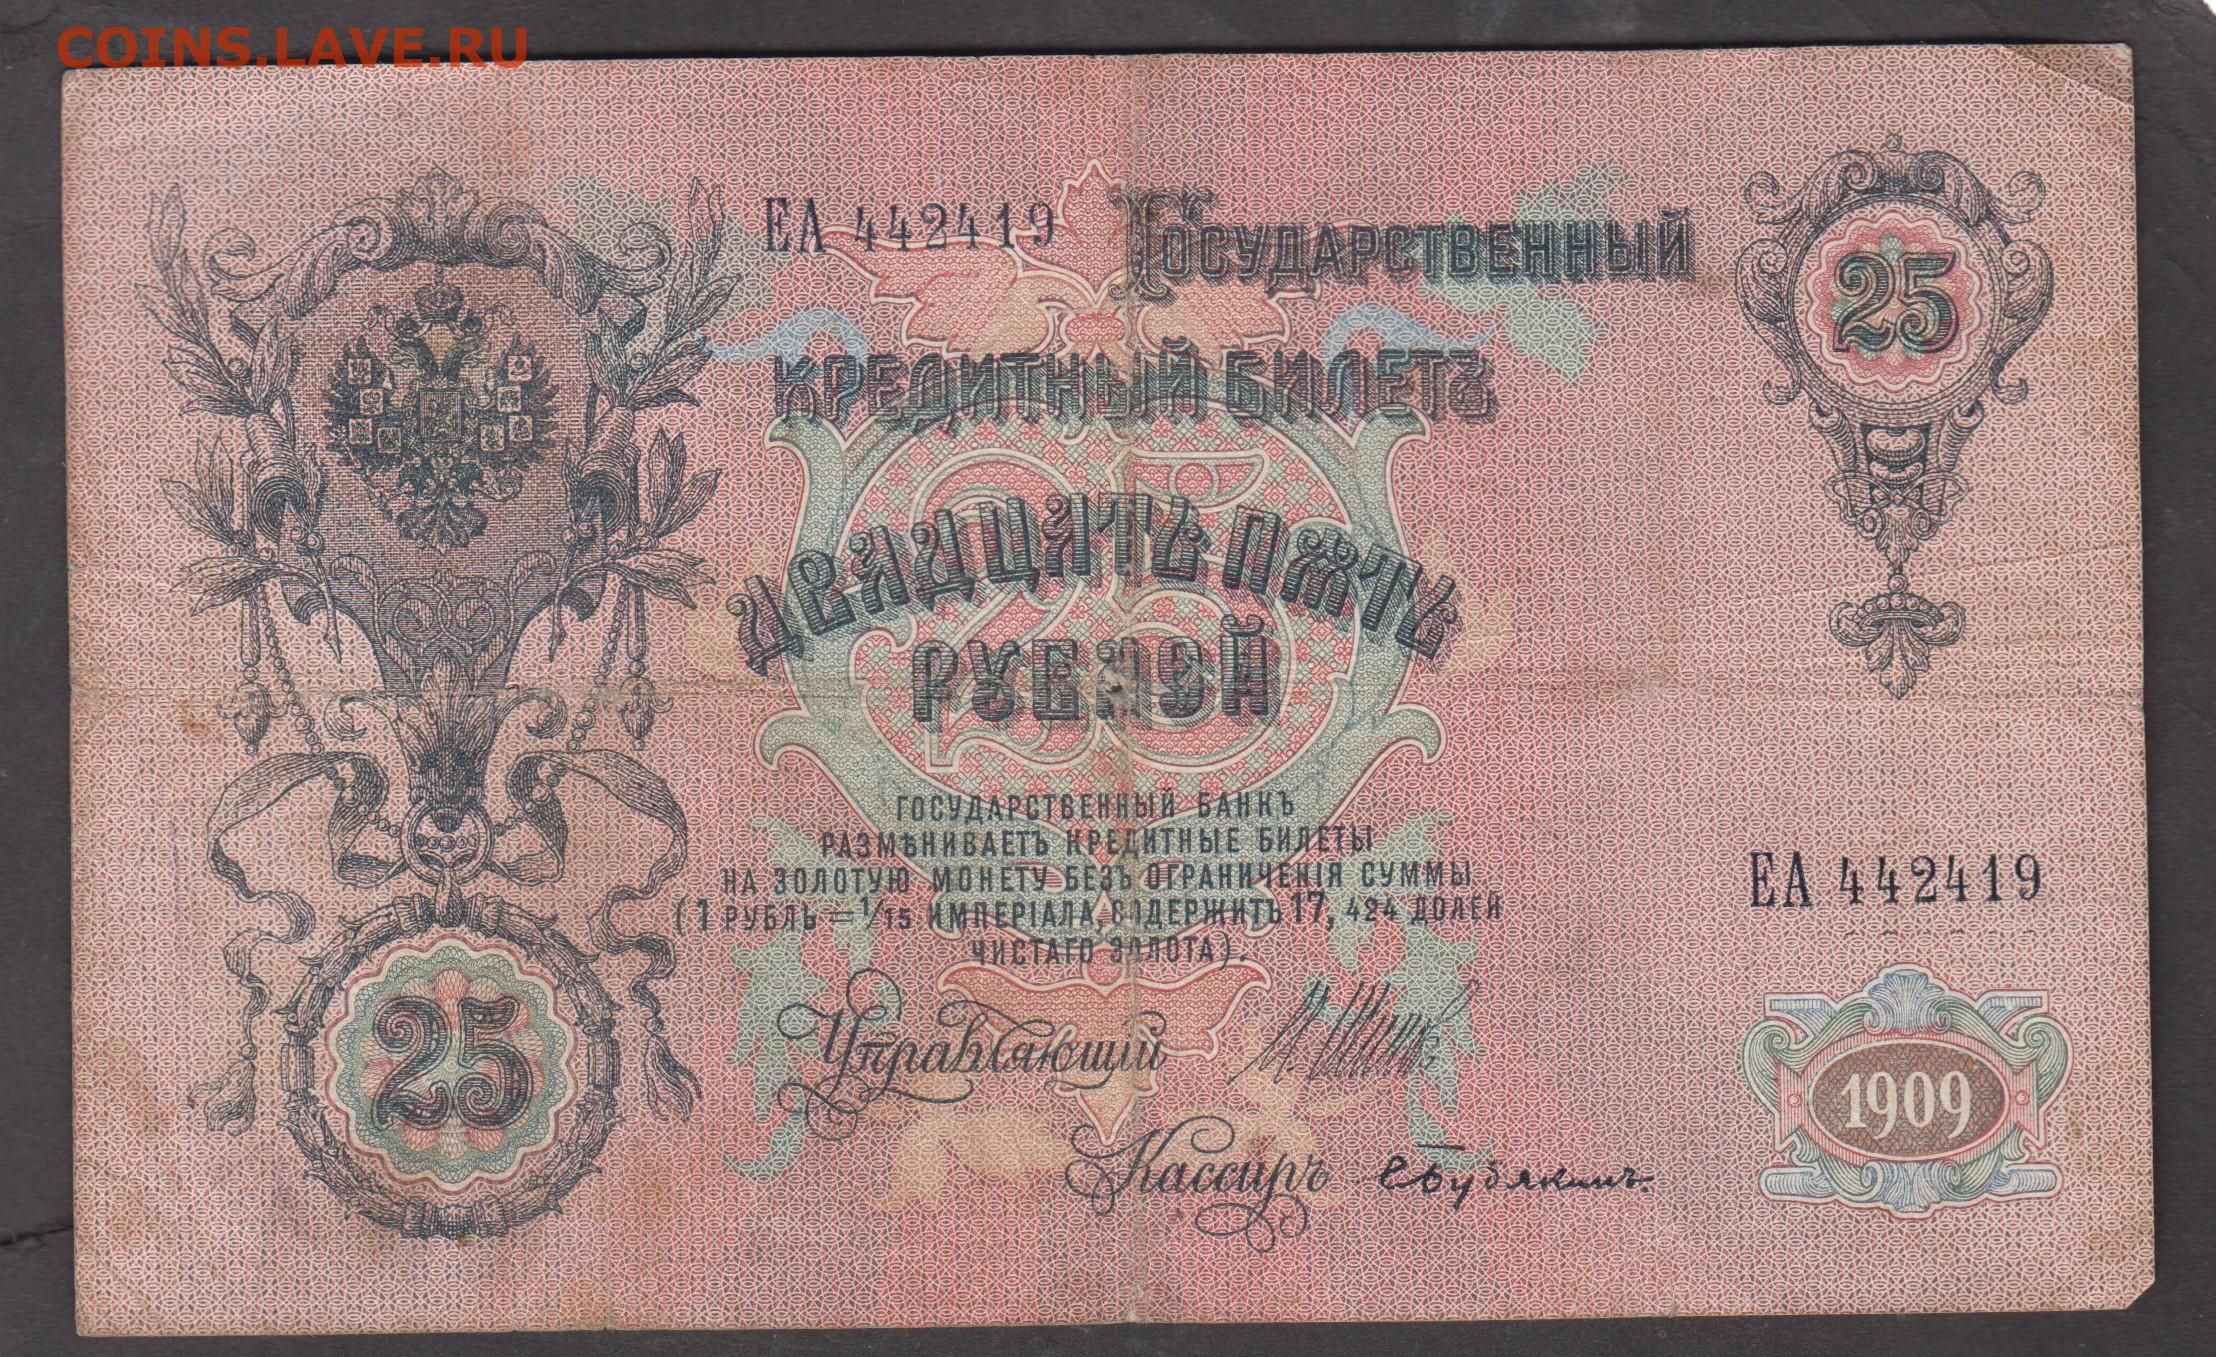 COINS.LAVE.RU
ЕА 442419
ГОСУДАРСТВЕННЫЙ
25
КРЕДИТНЫЙ БИЛЕТЪ
25
ДВАДЦАТЬ ПѦТЬ
РУБЛЕЙ
ГОСУДАРСТВЕННЫЙ БАНКЪ
РАЗМѢНИВАЕТЪ КРЕДИТНЫЕ БИЛЕТЫ
НА ЗОЛОТУЮ МОНЕТУ БЕЗЪ ОГРАНИЧЕНІЯ СУММЫ
(1 РУБЛЬ = 1/15 ИМПЕРІАЛА, СОДЕРЖИТЪ 17, 424 ДОЛЕЙ
ЧИСТАГО ЗОЛОТА).
ЕА 442419
25
Управляющий
Кассиръ
1909